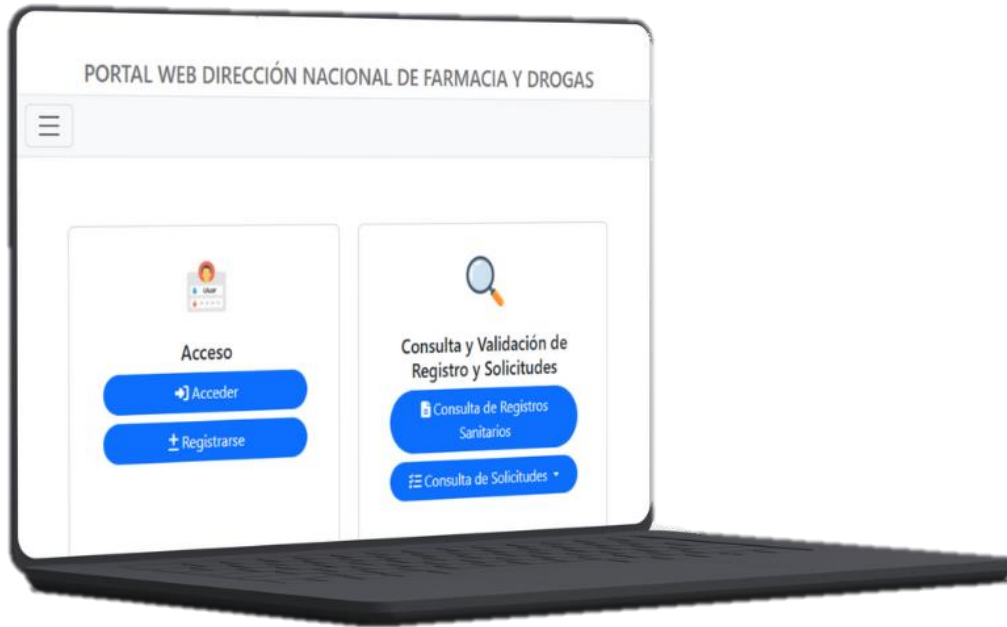 PORTAL WEB DIRECCIÓN NACIONAL DE FARMACIA Y DROGAS
User
Acceso
Acceder
Registrarse
Consulta y Validación de
Registro y Solicitudes
Consulta de Registros
Sanitarios
Consulta de Solicitudes